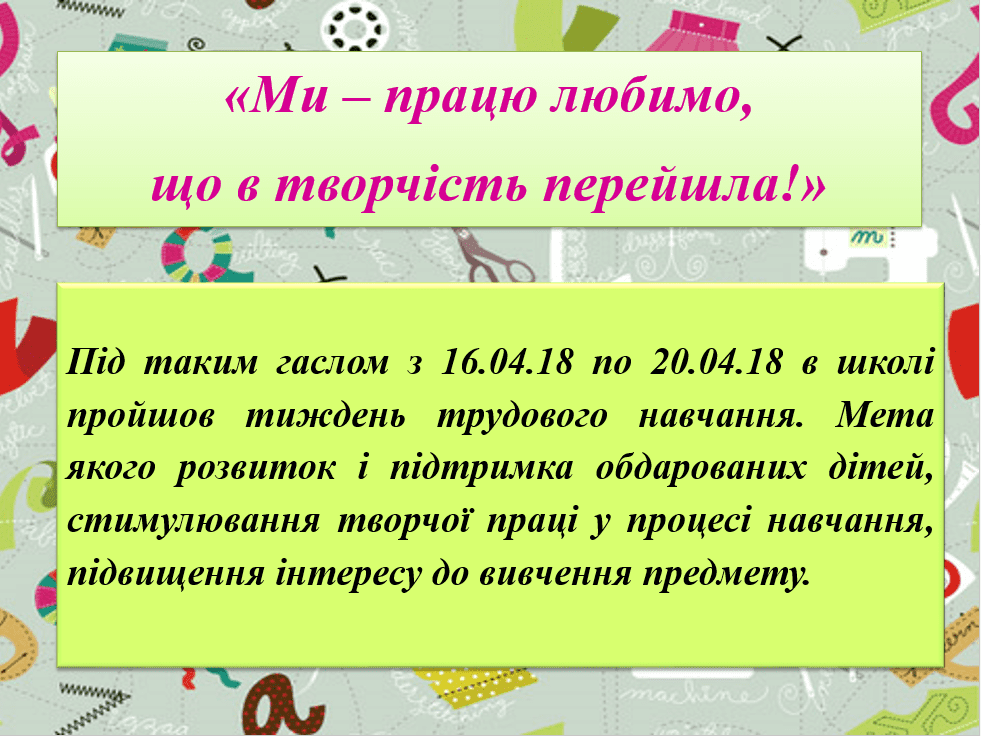 «Ми – працю любимо,
що в творчість перейшла!»
Під таким гаслом з 16.04.18 по 20.04.18 в школі
пройшов тиждень трудового навчання. Мета
якого розвиток і підтримка обдарованих дітей,
стимулювання творчої праці у процесі навчання,
підвищення інтересу до вивчення предмету.
machine